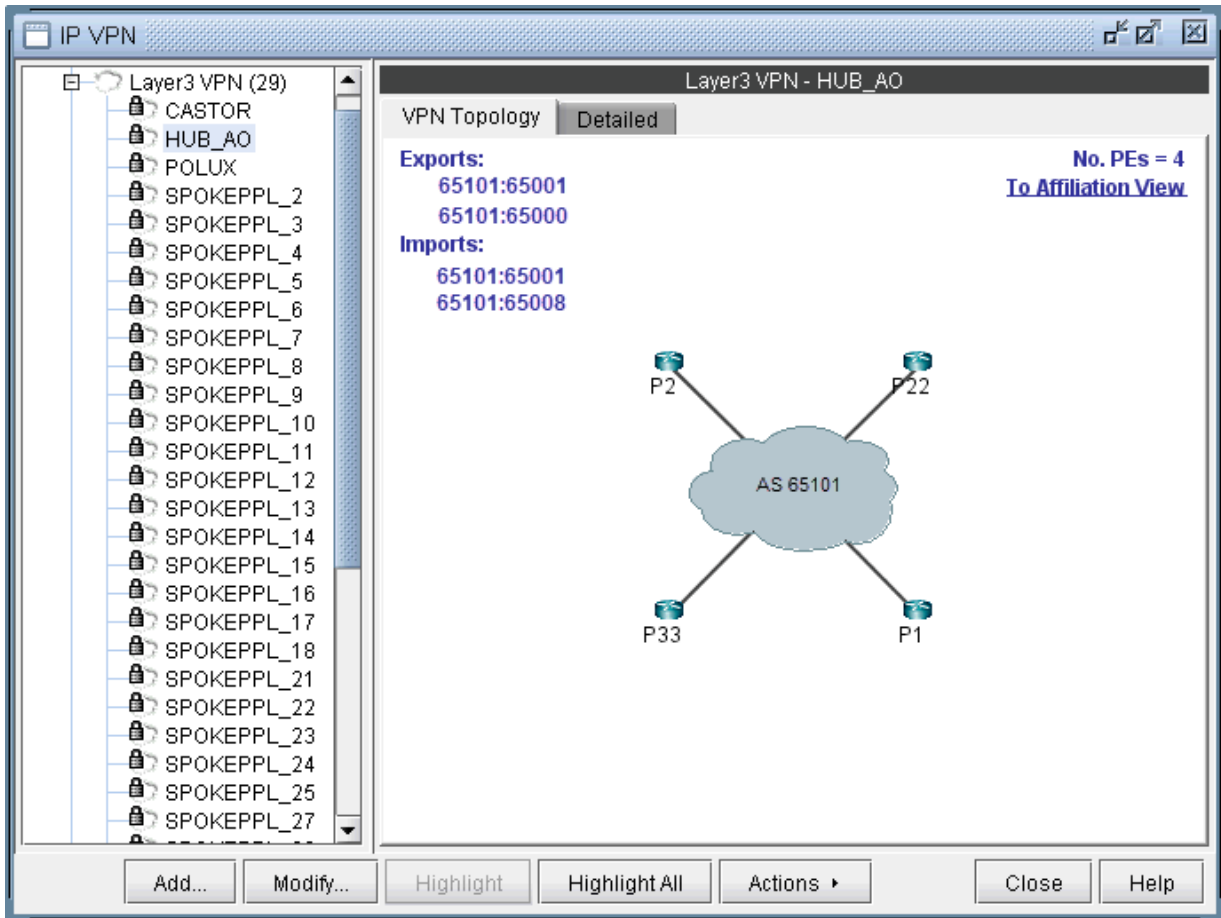 IP VPN
Layer3 VPN (29)
CASTOR
HUB_AO
POLUX
SPOKEPPL_2
SPOKEPPL_3
SPOKEPPL_4
SPOKEPPL_5
SPOKEPPL_6
SPOKEPPL_7
SPOKEPPL_8
SPOKEPPL_9
SPOKEPPL_10
SPOKEPPL_11
SPOKEPPL_12
SPOKEPPL_13
SPOKEPPL_14
SPOKEPPL_15
SPOKEPPL_16
SPOKEPPL_17
SPOKEPPL_18
SPOKEPPL_21
SPOKEPPL_22
SPOKEPPL_23
SPOKEPPL_24
SPOKEPPL_25
SPOKEPPL_27
Layer3 VPN - HUB_AO
VPN Topology
Detailed
Exports:
65101:65001
65101:65000
Imports:
65101:65001
65101:65008
No. PEs = 4
To Affiliation View
P2
P22
AS 65101
P33
P1
Add...
Modify...
Highlight
Highlight All
Actions
Close
Help